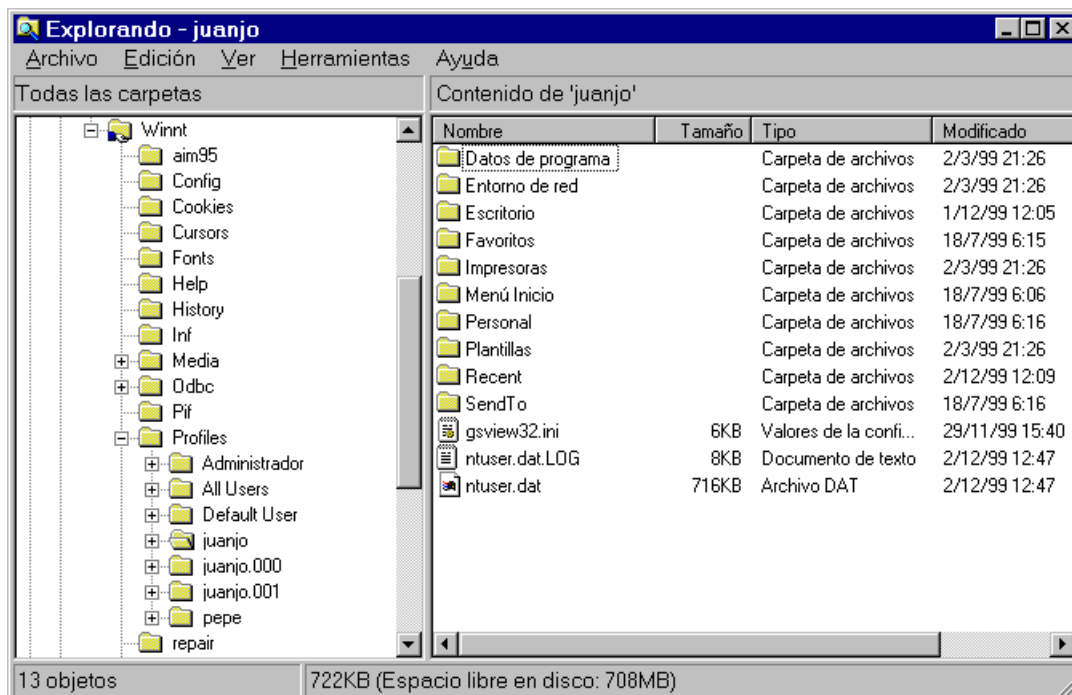 Explorando - juanjo
Archivo Edición Ver Herramientas Ayuda
Todas las carpetas
Contenido de 'juanjo'
Winnt
aim95
Config
Cookies
Cursors
Fonts
Help
History
Inf
Media
Odbc
Pif
Profiles
Administrador
All Users
Default User
juanjo
juanjo.000
juanjo.001
pepe
repair
Nombre Tamaño Tipo Modificado
Datos de programa Carpeta de archivos 2/3/99 21:26
Entorno de red Carpeta de archivos 2/3/99 21:26
Escritorio Carpeta de archivos 1/12/99 12:05
Favoritos Carpeta de archivos 18/7/99 6:15
Impresoras Carpeta de archivos 2/3/99 21:26
Menú Inicio Carpeta de archivos 18/7/99 6:06
Personal Carpeta de archivos 18/7/99 6:16
Plantillas Carpeta de archivos 2/3/99 21:26
Recent Carpeta de archivos 2/12/99 12:09
SendTo Carpeta de archivos 18/7/99 6:16
gsview32.ini 6KB Valores de la confi... 29/11/99 15:40
ntuser.dat.LOG 8KB Documento de texto 2/12/99 12:47
ntuser.dat 716KB Archivo DAT 2/12/99 12:47
13 objetos
722KB (Espacio libre en disco: 708MB)